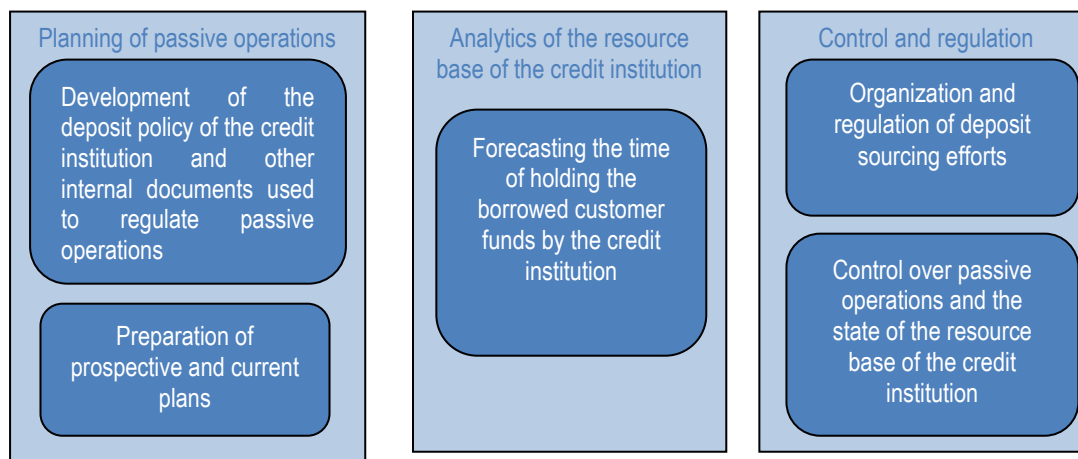 Planning of passive operations
Development of the
deposit policy of the credit
institution and other
internal documents used
to regulate passive
operations
Preparation of
prospective and current
plans
Analytics of the resource
base of the credit institution
Forecasting the time
of holding the
borrowed customer
funds by the credit
institution
Control and regulation
Organization and
regulation of deposit
sourcing efforts
Control over passive
operations and the
state of the resource
base of the credit
institution